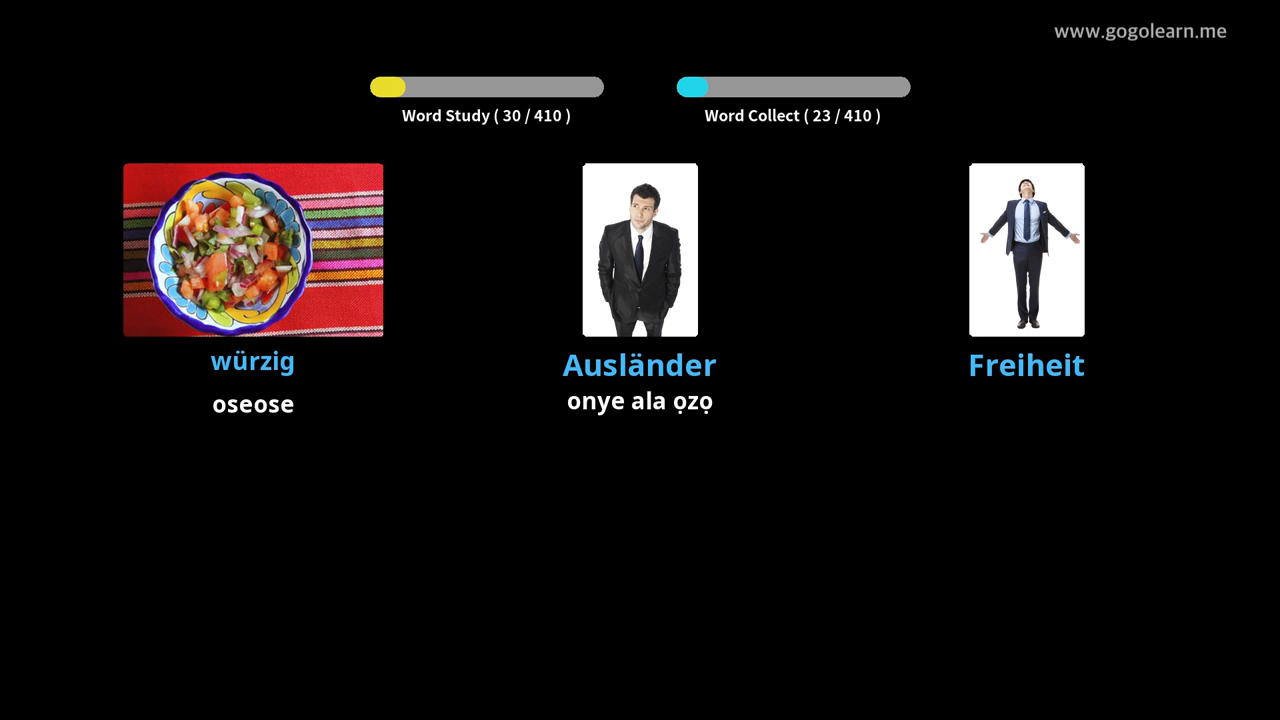 www.gogolearn.me
Word Study ( 30 / 410 )
Word Collect ( 23 / 410 )
würzig
oseose
Ausländer
onye ala ọzọ
Freiheit